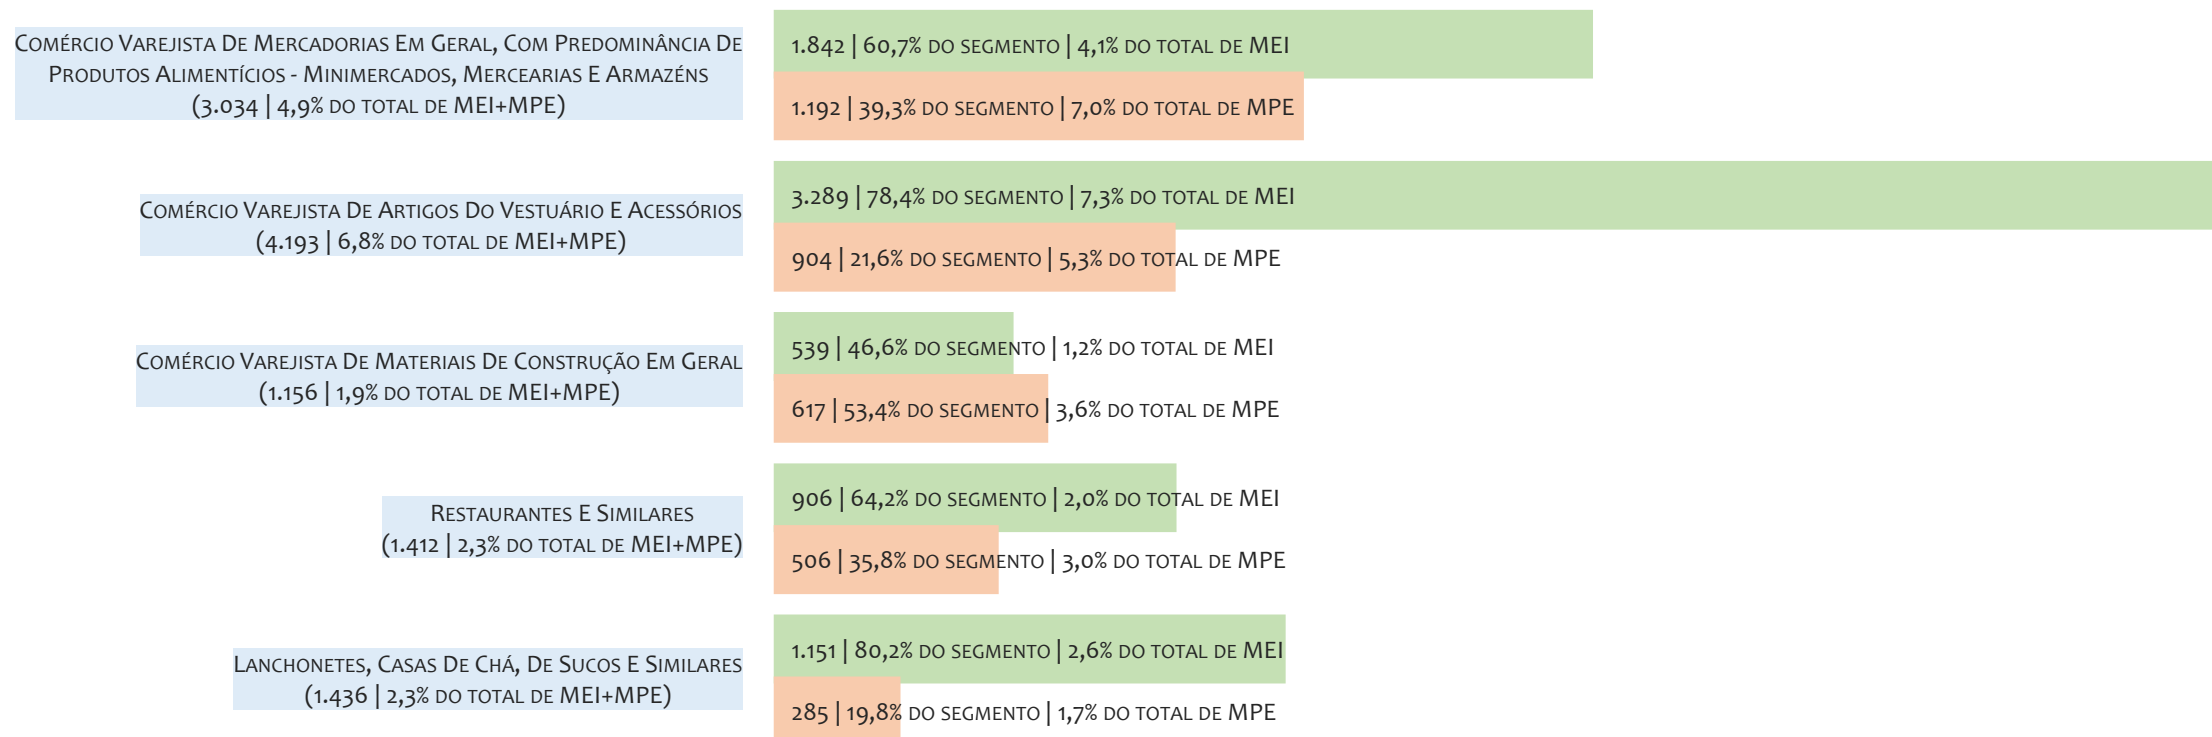 Comércio Varejista De Mercadorias Em Geral, Com Predominância De
Produtos Alimentícios - Minimercados, Mercearias E Armazéns
(3.034 | 4,9% do total de MEI+MPE)
1.842 | 60,7% do segmento | 4,1% do total de MEI
1.192 | 39,3% do segmento | 7,0% do total de MPE
Comércio Varejista De Artigos Do Vestuário E Acessórios
(4.193 | 6,8% do total de MEI+MPE)
3.289 | 78,4% do segmento | 7,3% do total de MEI
904 | 21,6% do segmento | 5,3% do total de MPE
Comércio Varejista De Materiais De Construção Em Geral
(1.156 | 1,9% do total de MEI+MPE)
539 | 46,6% do segmento | 1,2% do total de MEI
617 | 53,4% do segmento | 3,6% do total de MPE
Restaurantes E Similares
(1.412 | 2,3% do total de MEI+MPE)
906 | 64,2% do segmento | 2,0% do total de MEI
506 | 35,8% do segmento | 3,0% do total de MPE
Lanchonetes, Casas De Chá, De Sucos E Similares
(1.436 | 2,3% do total de MEI+MPE)
1.151 | 80,2% do segmento | 2,6% do total de MEI
285 | 19,8% do segmento | 1,7% do total de MPE